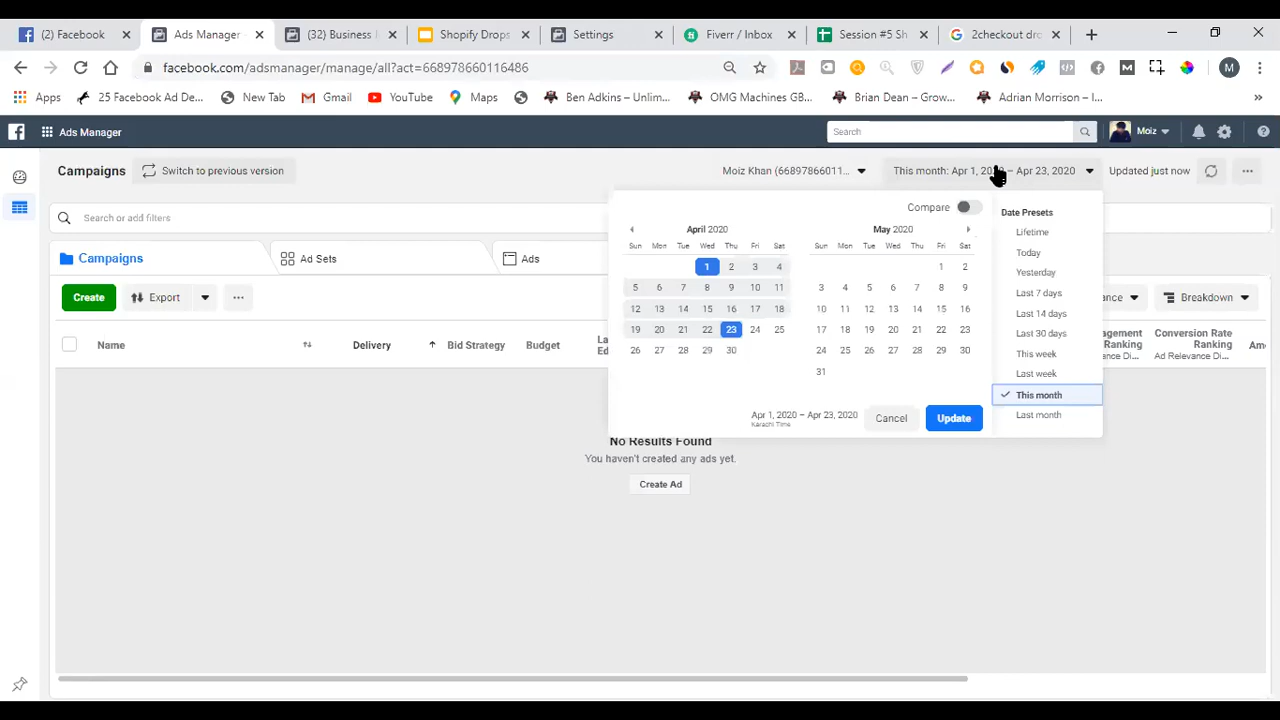 (2) Facebook
Ads Manager -
(32) Business
Shopify Drops
Settings
Fiverr / Inbox
Session #5 Sh
2checkout dro
facebook.com/adsmanager/manage/all?act=668978660116486
M
Apps
25 Facebook Ad De...
New Tab
Gmail
YouTube
Maps
Ben Adkins – Unlim...
OMG Machines GB...
Brian Dean – Grow...
Adrian Morrison – I...
»
Ads Manager
Search
Moiz
Campaigns
Switch to previous version
Moiz Khan (6689786601l...
This month: Apr 1, 2020 – Apr 23, 2020
Updated just now
Search or add filters
Compare
Date Presets
April 2020
May 2020
Lifetime
Sun Mon Tue Wed Thu Fri Sat
Sun Mon Tue Wed Thu Fri Sat
Today
Campaigns
Ad Sets
Ads
1 2 3 4
1 2
Yesterday
5 6 7 8 9 10 11
3 4 5 6 7 8 9
Last 7 days
Create
Export
12 13 14 15 16 17 18
10 11 12 13 14 15 16
Last 14 days
Breakdown
19 20 21 22 23 24 25
17 18 19 20 21 22 23
Last 30 days
26 27 28 29 30
24 25 26 27 28 29 30
This week
31
Last week
This month
Last month
Name
Delivery
Bid Strategy
Budget
Conversion Rate
Ranking
Ad Relevance Di...
Apr 1, 2020 – Apr 23, 2020
Karachi Time
Cancel
Update
No Results Found
You haven't created any ads yet.
Create Ad